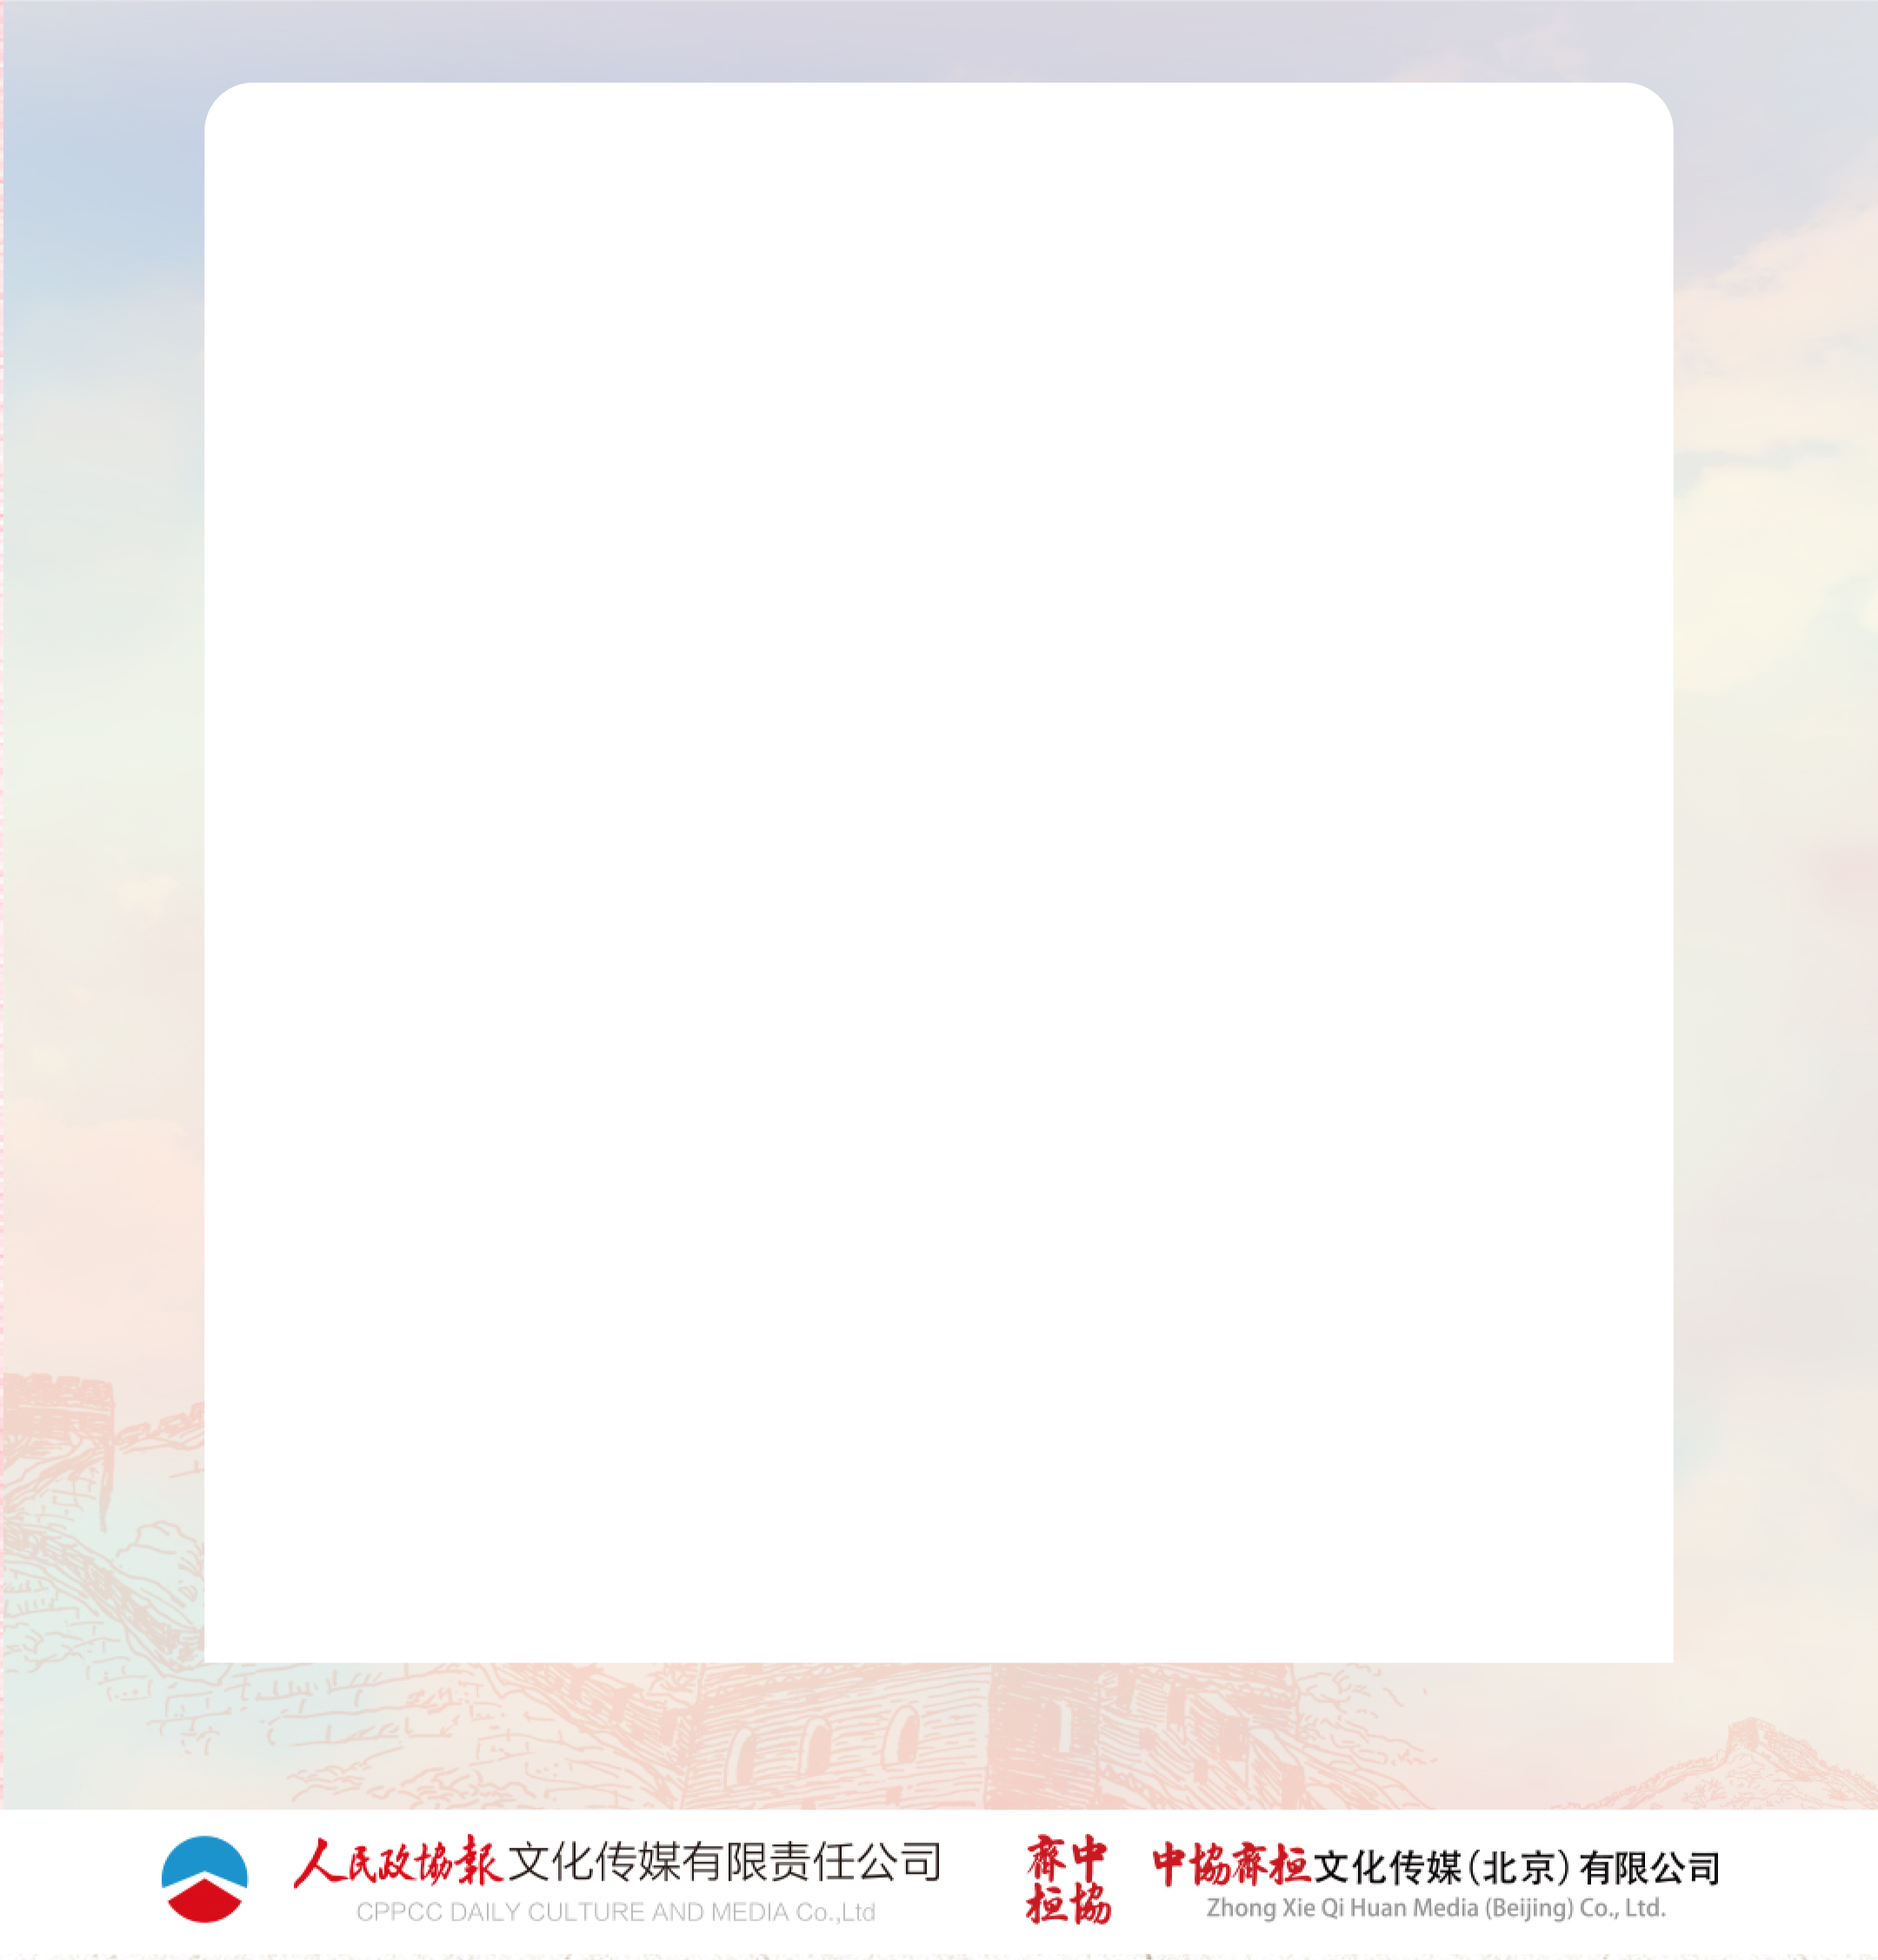 人民政协報文化传媒有限责任公司
CPPCC DAILY CULTURE AND MEDIA Co.,Ltd
齊中
桓協
中協齊桓文化传媒（北京）有限公司
Zhong Xie Qi Huan Media (Beijing) Co., Ltd.